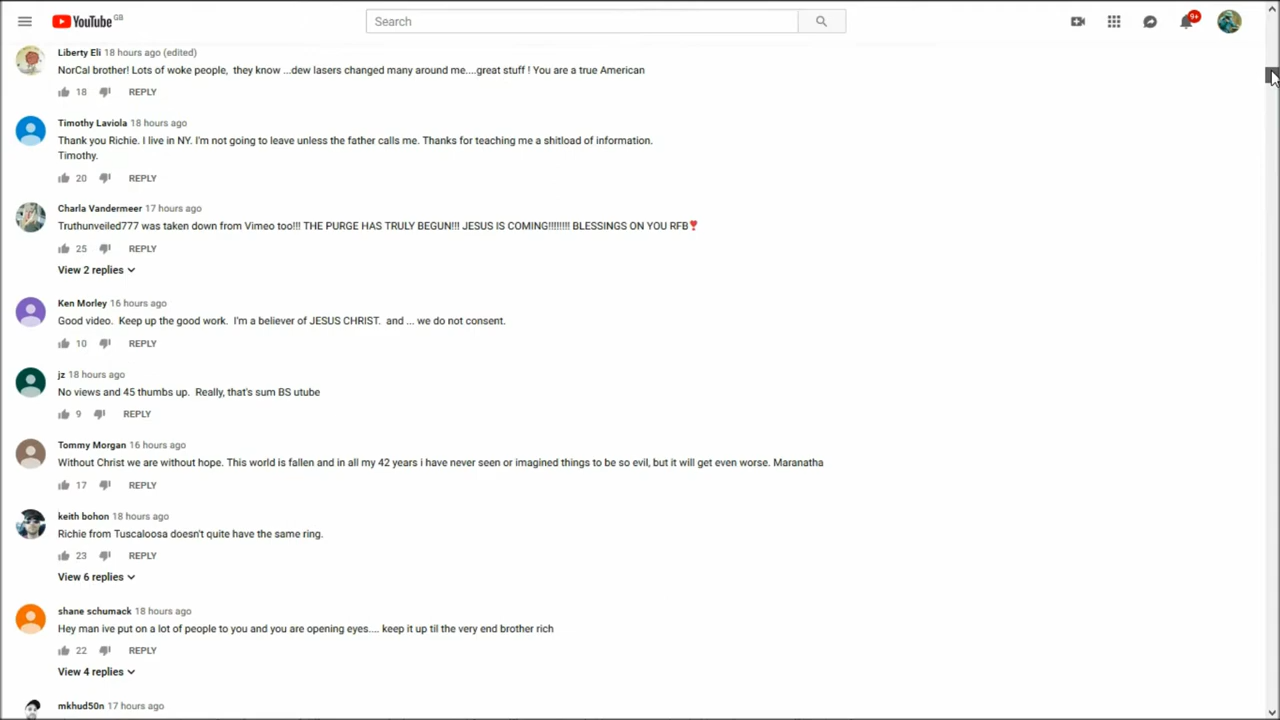 YouTube GB
Search
9+
Liberty Eli 18 hours ago (edited)
NorCal brother! Lots of woke people, they know ...dew lasers changed many around me....great stuff ! You are a true American
18 REPLY
Timothy Laviola 18 hours ago
Thank you Richie. I live in NY. I'm not going to leave unless the father calls me. Thanks for teaching me a shitload of information.
Timothy.
20 REPLY
Charla Vandermeer 17 hours ago
Truthunveiled777 was taken down from Vimeo too!!! THE PURGE HAS TRULY BEGUN!!! JESUS IS COMING!!!!!!!! BLESSINGS ON YOU RFB❣
25 REPLY
View 2 replies
Ken Morley 16 hours ago
Good video. Keep up the good work. I'm a believer of JESUS CHRIST. and ... we do not consent.
10 REPLY
jz 18 hours ago
No views and 45 thumbs up. Really, that's sum BS utube
9 REPLY
Tommy Morgan 16 hours ago
Without Christ we are without hope. This world is fallen and in all my 42 years i have never seen or imagined things to be so evil, but it will get even worse. Maranatha
17 REPLY
keith bohon 18 hours ago
Richie from Tuscaloosa doesn't quite have the same ring.
23 REPLY
View 6 replies
shane schumack 18 hours ago
Hey man ive put on a lot of people to you and you are opening eyes.... keep it up til the very end brother rich
22 REPLY
View 4 replies
mkhud50n 17 hours ago